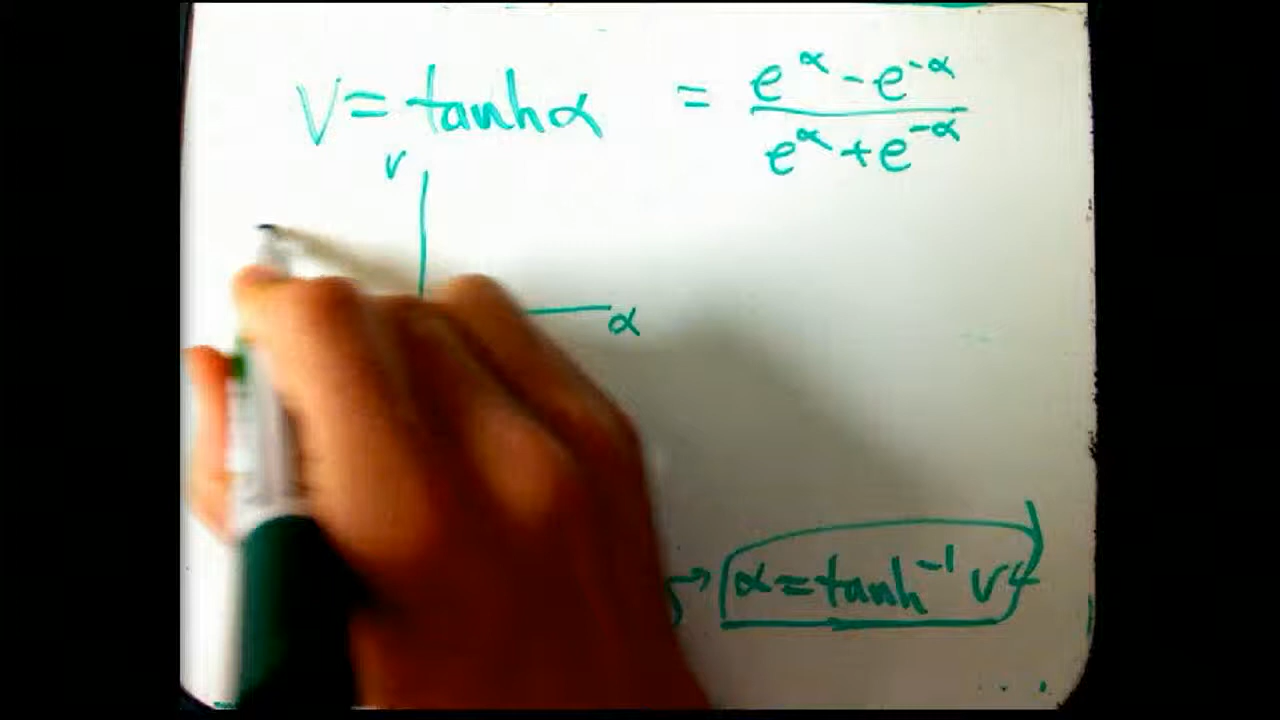 v = tanh α = (e^α - e^-α)/(e^α + e^-α)
v
α
→ α = tanh^-1 v